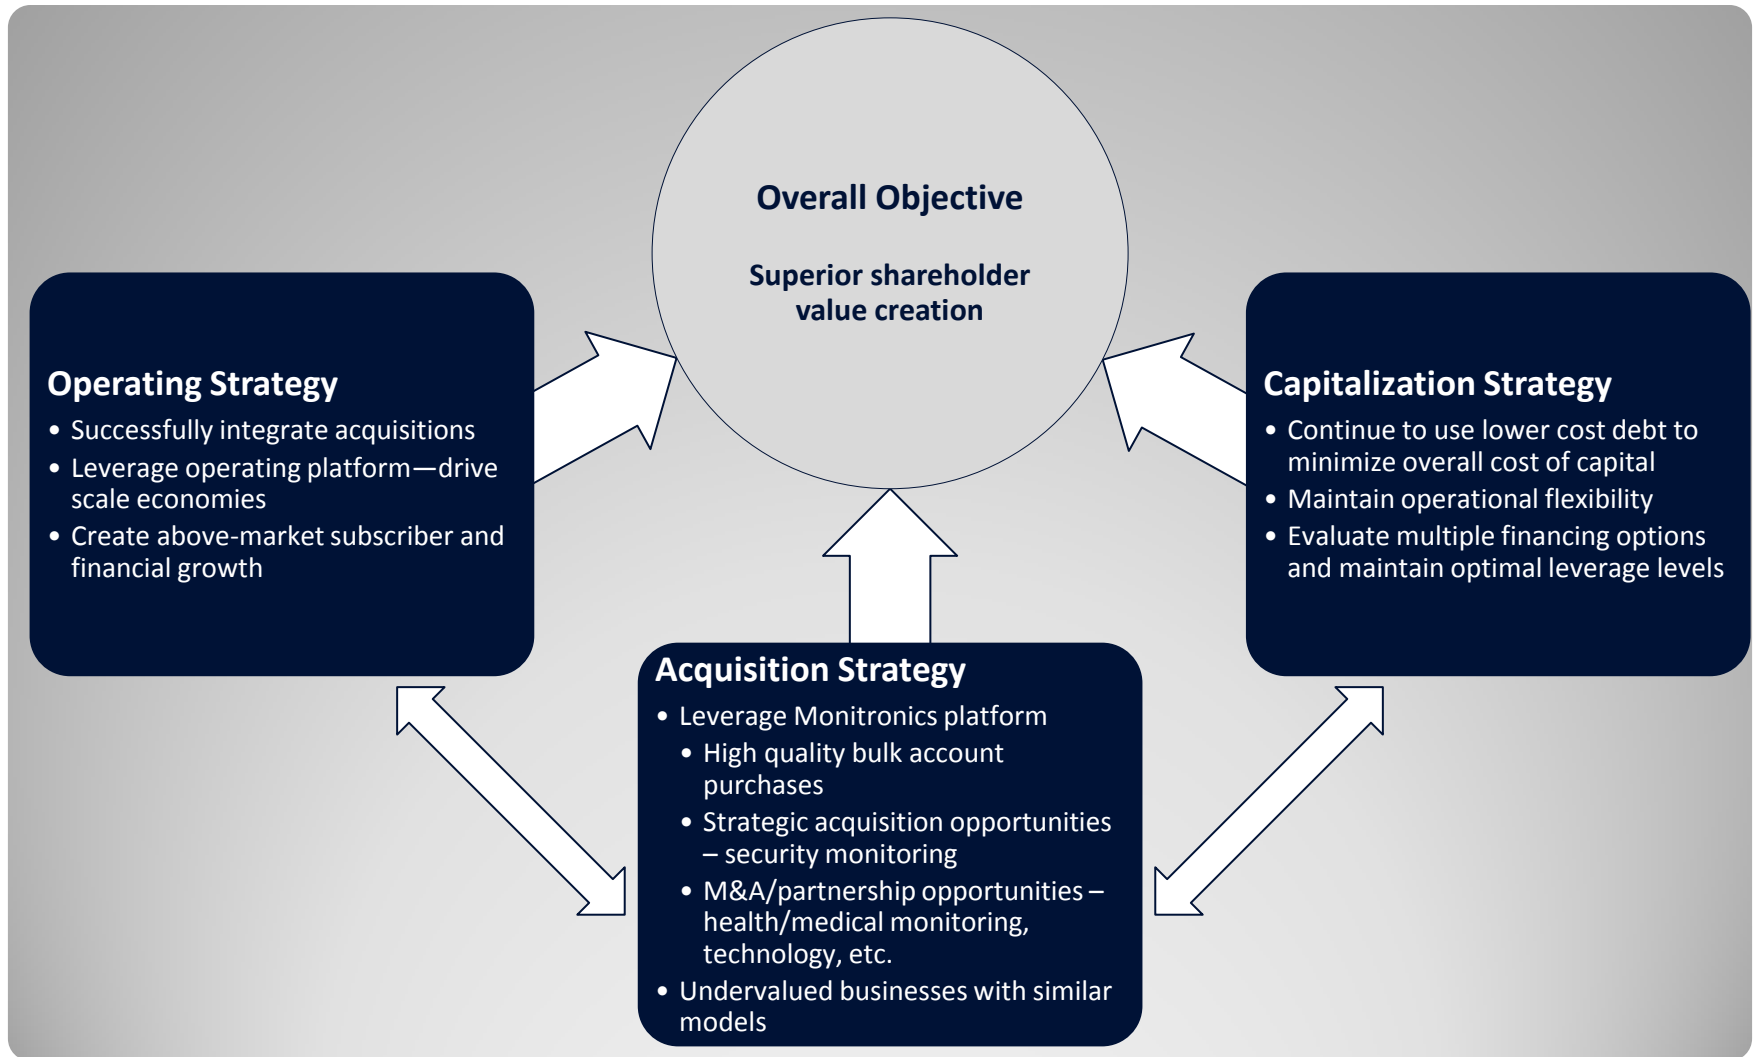 Overall Objective
Superior shareholder
value creation
Operating Strategy
• Successfully integrate acquisitions
• Leverage operating platform—drive
scale economies
• Create above-market subscriber and
financial growth
Capitalization Strategy
• Continue to use lower cost debt to
minimize overall cost of capital
• Maintain operational flexibility
• Evaluate multiple financing options
and maintain optimal leverage levels
Acquisition Strategy
• Leverage Monitronics platform
• High quality bulk account
purchases
• Strategic acquisition opportunities
– security monitoring
• M&A/partnership opportunities –
health/medical monitoring,
technology, etc.
• Undervalued businesses with similar
models